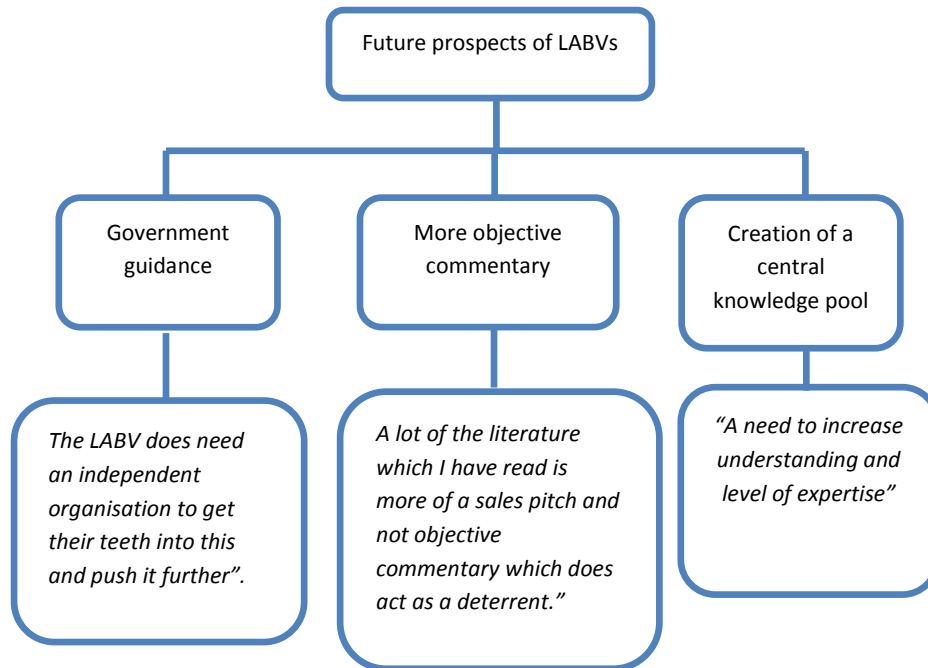 Future prospects of LABVs
Government
guidance
More objective
commentary
Creation of a
central
knowledge pool
The LABV does need
an independent
organisation to get
their teeth into this
and push it further”.
A lot of the literature
which I have read is
more of a sales pitch and
not objective
commentary which does
act as a deterrent.”
“A need to increase
understanding and
level of expertise”